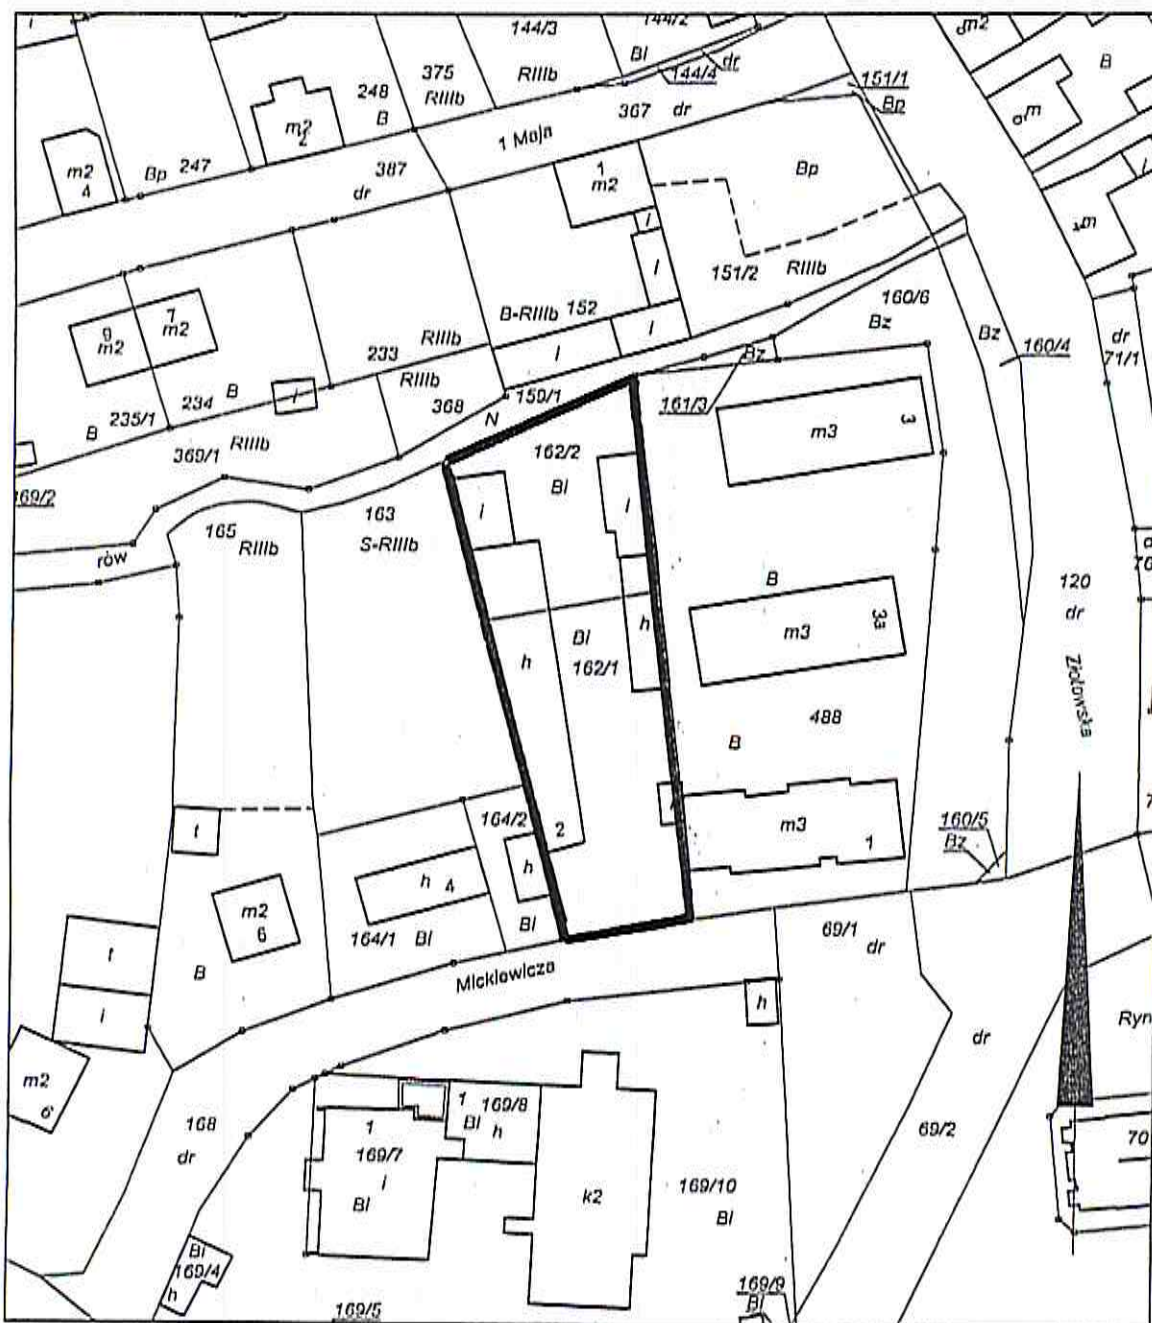 i
144/3
144/2
m2
375
RIIIb
Bl
dr
144/4
RIIIb
248
B
m2
2
151/1
Bp
B
m
367
dr
1 Maja
m2
4
Bp
247
387
dr
1
m2
Bp
m
i
i
151/2
RIIIb
160/6
Bz
Bz
160/4
dr
71/1
9
m2
7
m2
B-RIIIb
152
i
RIIIb
233
i
Bz
161/3
RIIIb
159/1
368
N
234
B
i
235/1
B
369/1
RIIIb
169/2
m3
3
162/2
Bl
i
i
165
RIIIb
163
S-RIIIb
rów
B
120
dr
m3
3a
Bl
162/1
h
h
488
B
Ziołowska
2
164/2
h
m3
1
160/5
Bz
t
h
4
m2
6
164/1
Bl
Bl
69/1
dr
B
t
i
Mickiewicza
h
dr
Ryn
m2
6
168
dr
1
169/7
i
Bl
1
169/8
Bl
h
69/2
70
k2
169/10
Bl
Bl
169/4
h
169/5
169/9
Bl